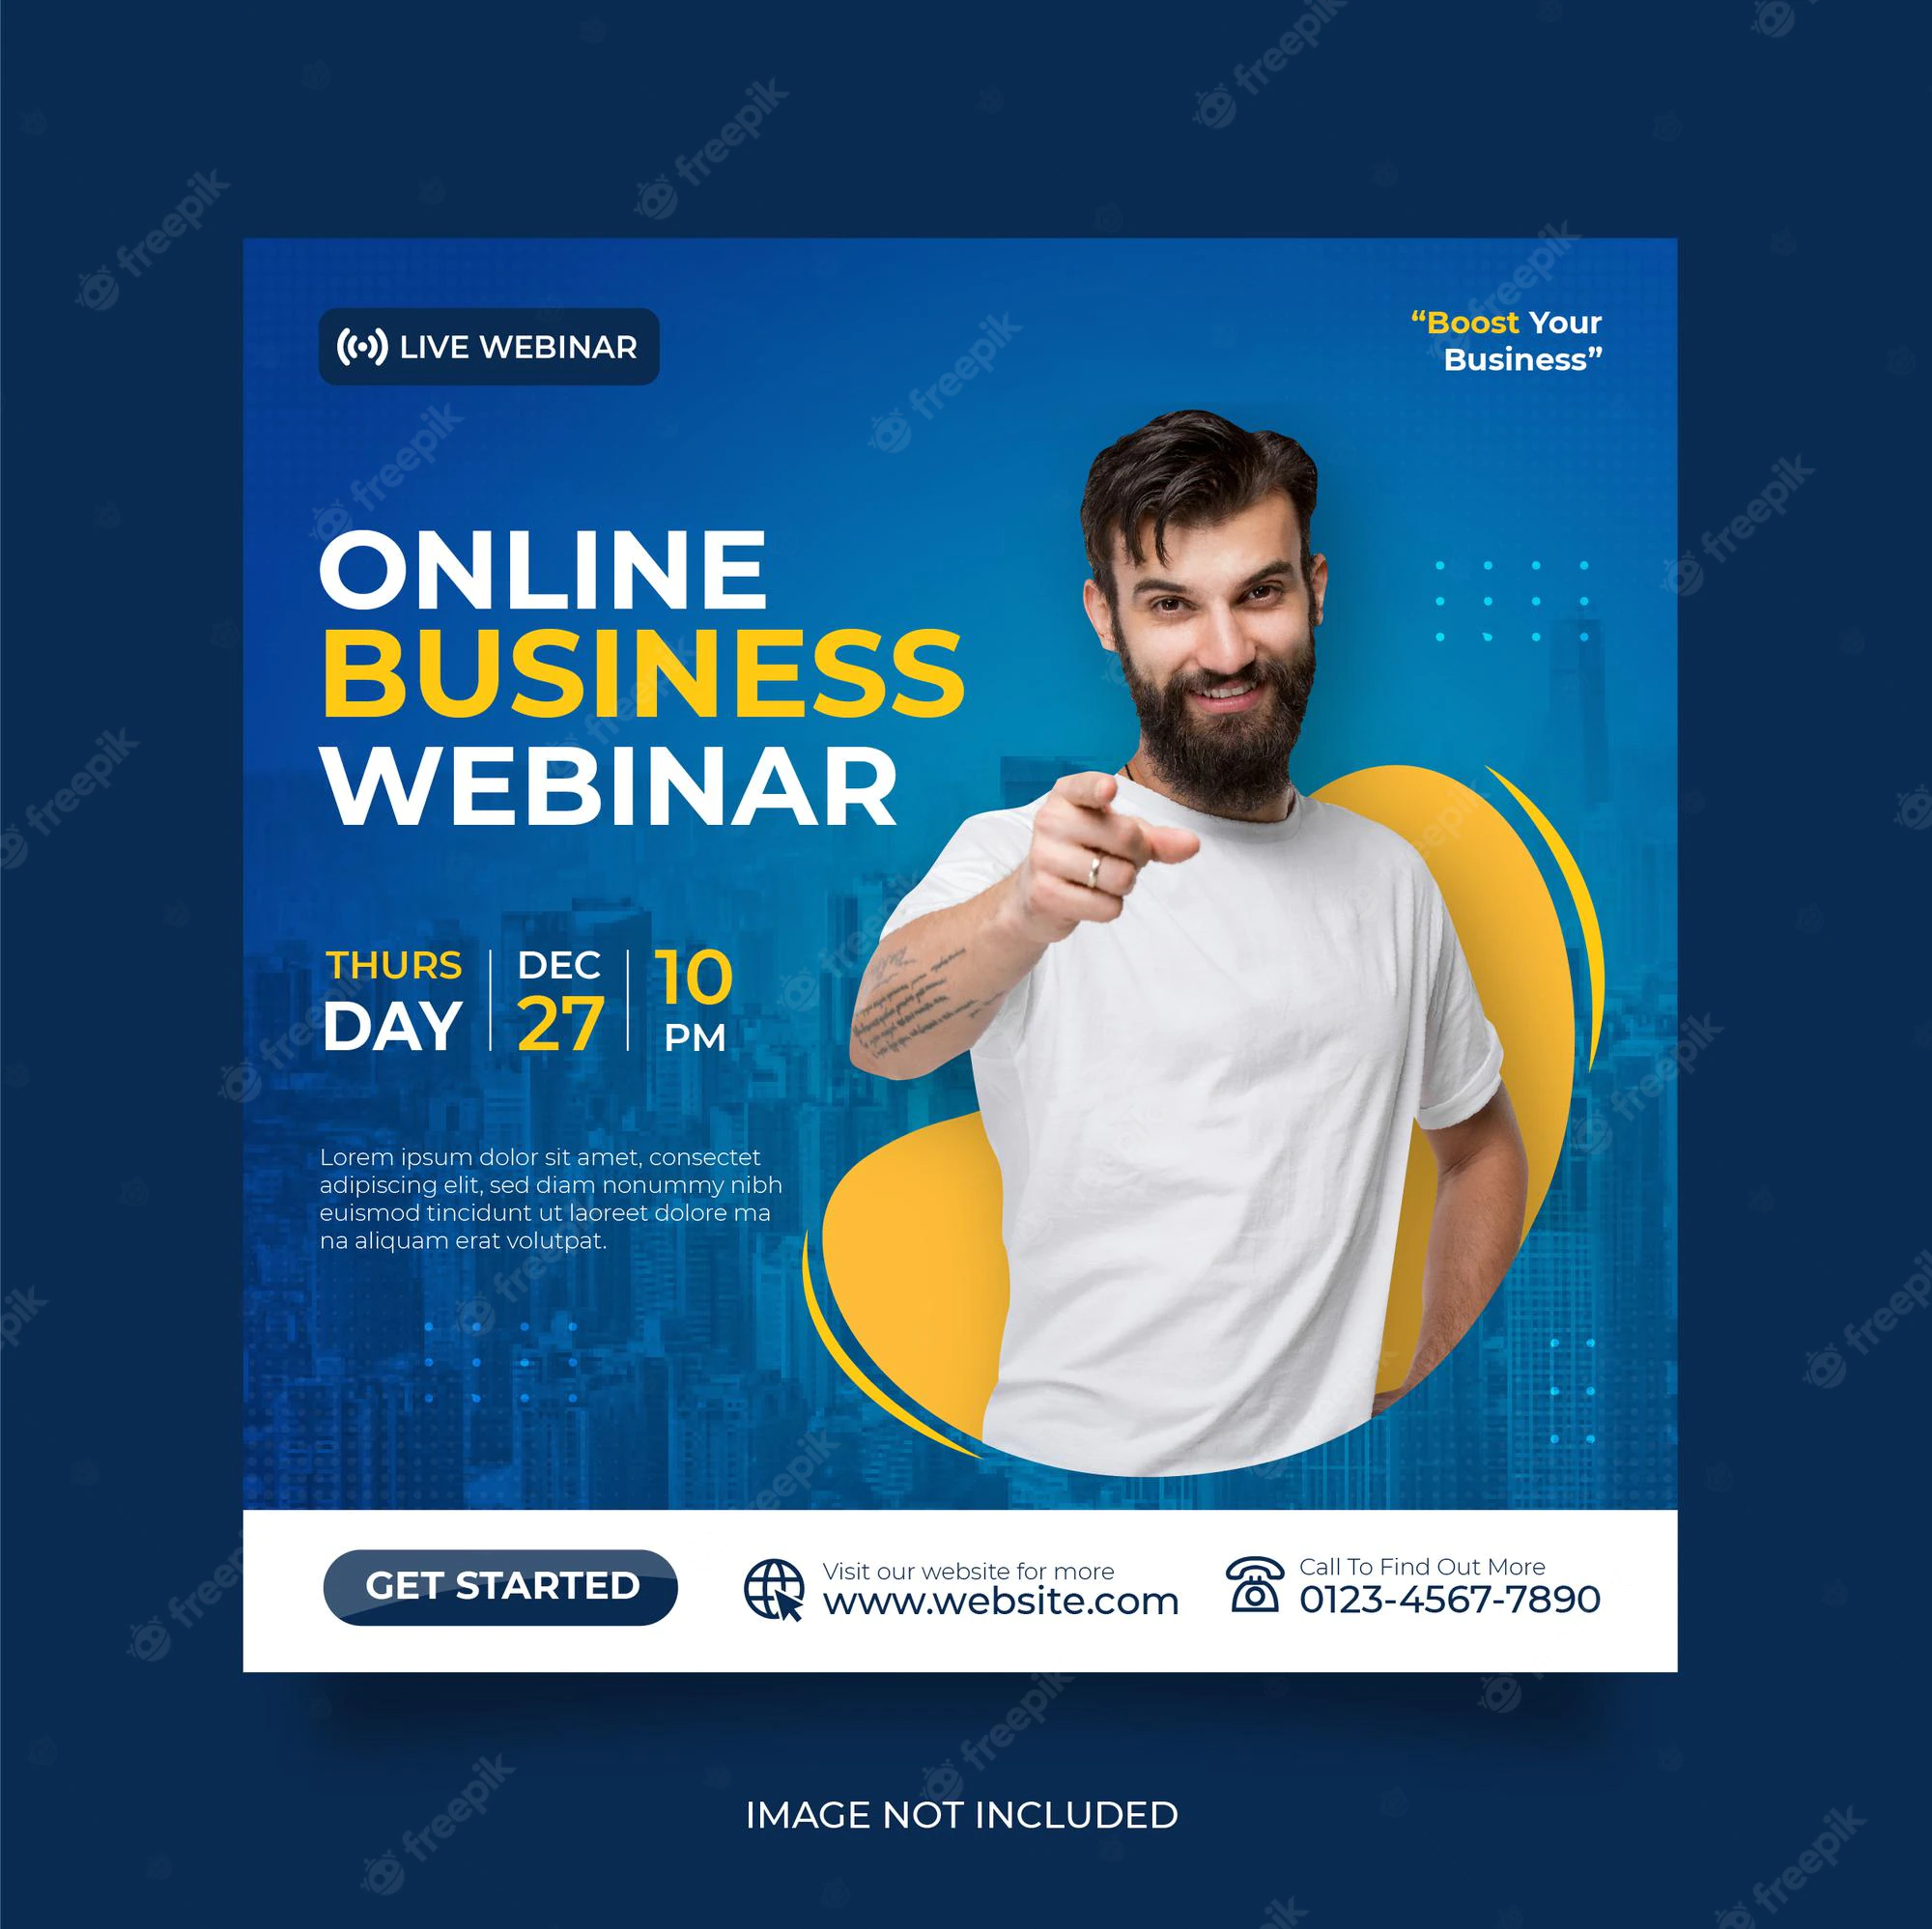 LIVE WEBINAR
“Boost Your
Business”
ONLINE
BUSINESS
WEBINAR
THURS
DAY
DEC
27
10
PM
Lorem ipsum dolor sit amet, consectet
adipiscing elit, sed diam nonummy nibh
euismod tincidunt ut laoreet dolore ma
na aliquam erat volutpat.
GET STARTED
Visit our website for more
www.website.com
Call To Find Out More
0123-4567-7890
IMAGE NOT INCLUDED
freepik